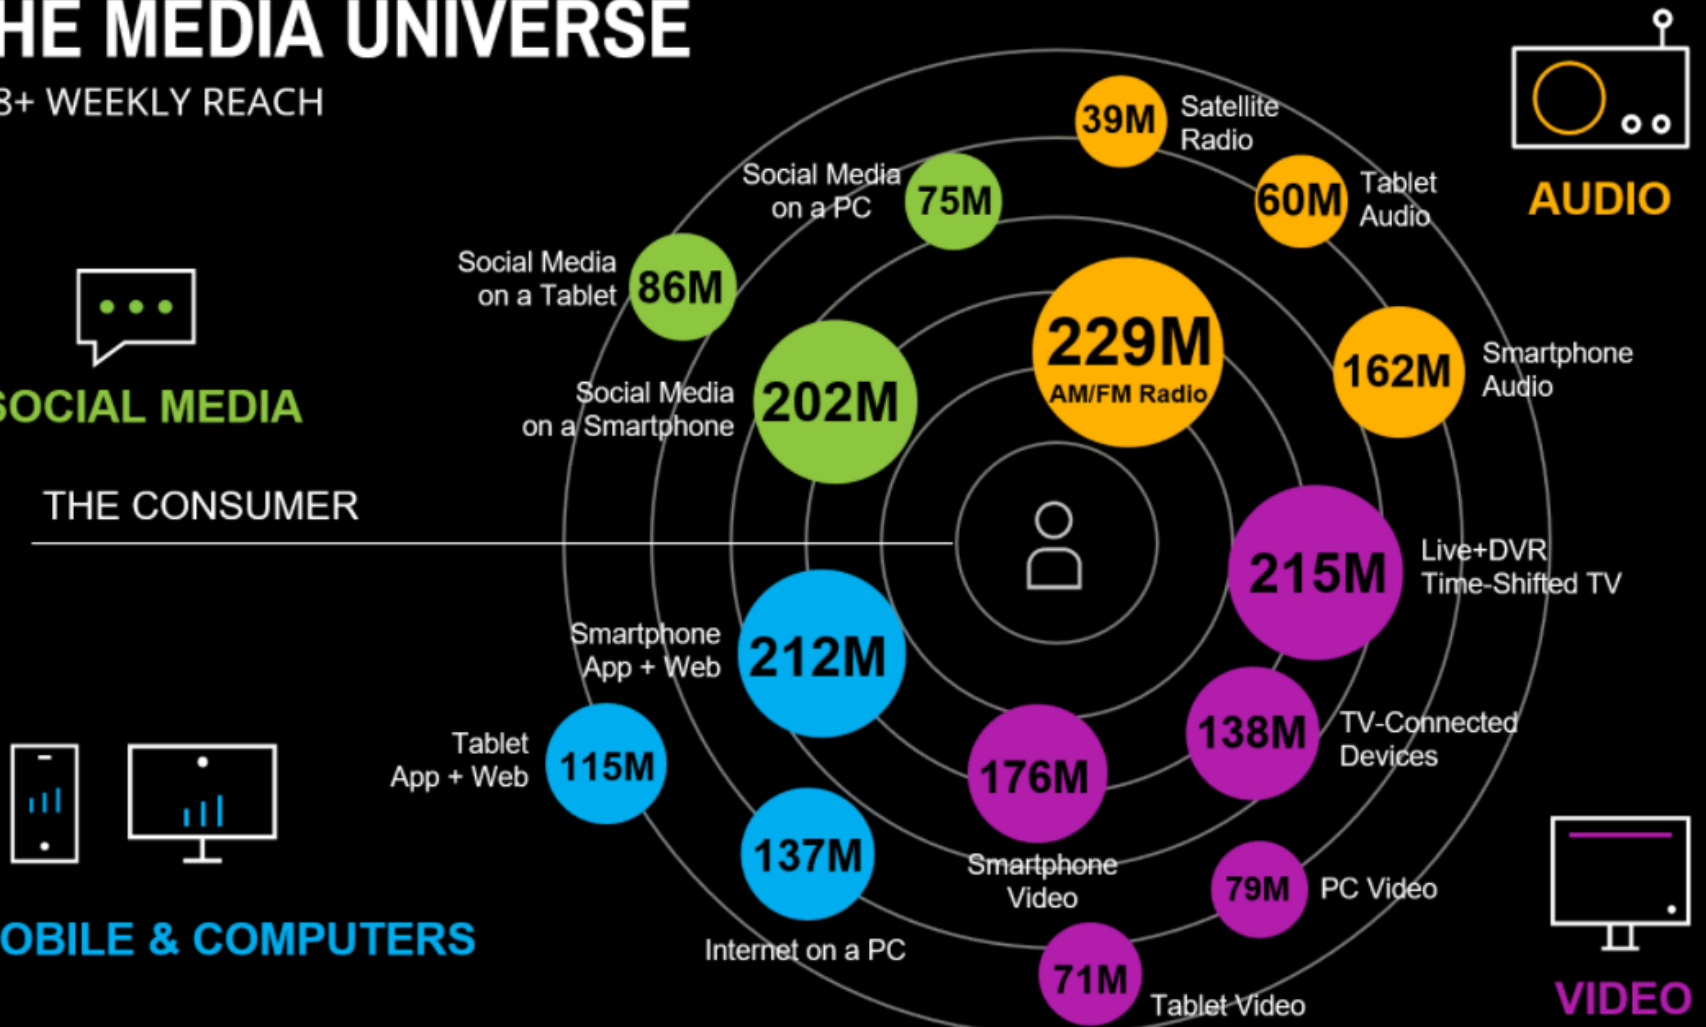 HE MEDIA UNIVERSE
8+ WEEKLY REACH
39M
Satellite
Radio
60M
Tablet
Audio
AUDIO
Social Media
on a PC
75M
Social Media
on a Tablet
86M
229M
AM/FM Radio
162M
Smartphone
Audio
SOCIAL MEDIA
Social Media
on a Smartphone
202M
THE CONSUMER
215M
Live+DVR
Time-Shifted TV
Smartphone
App + Web
212M
138M
TV-Connected
Devices
Tablet
App + Web
115M
176M
Smartphone
Video
137M
Internet on a PC
79M
PC Video
OBILE & COMPUTERS
71M
Tablet Video
VIDEO